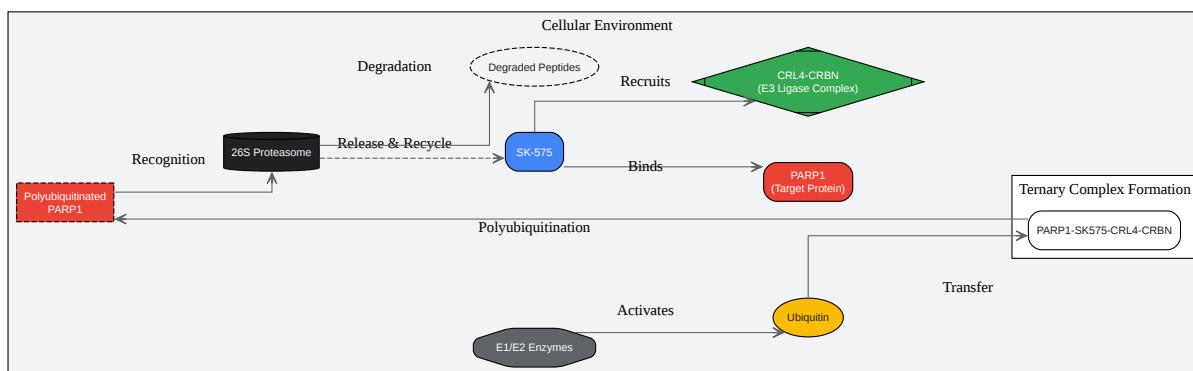 Cellular Environment
Degradation
Degraded Peptides
Recruits
CRL4-CRBN
(E3 Ligase Complex)
Recognition
26S Proteasome
Release & Recycle
SK-575
Binds
PARP1
(Target Protein)
Polyubiquitinated
PARP1
Ternary Complex Formation
PARP1-SK575-CRL4-CRBN
Polyubiquitination
Transfer
Activates
Ubiquitin
E1/E2 Enzymes